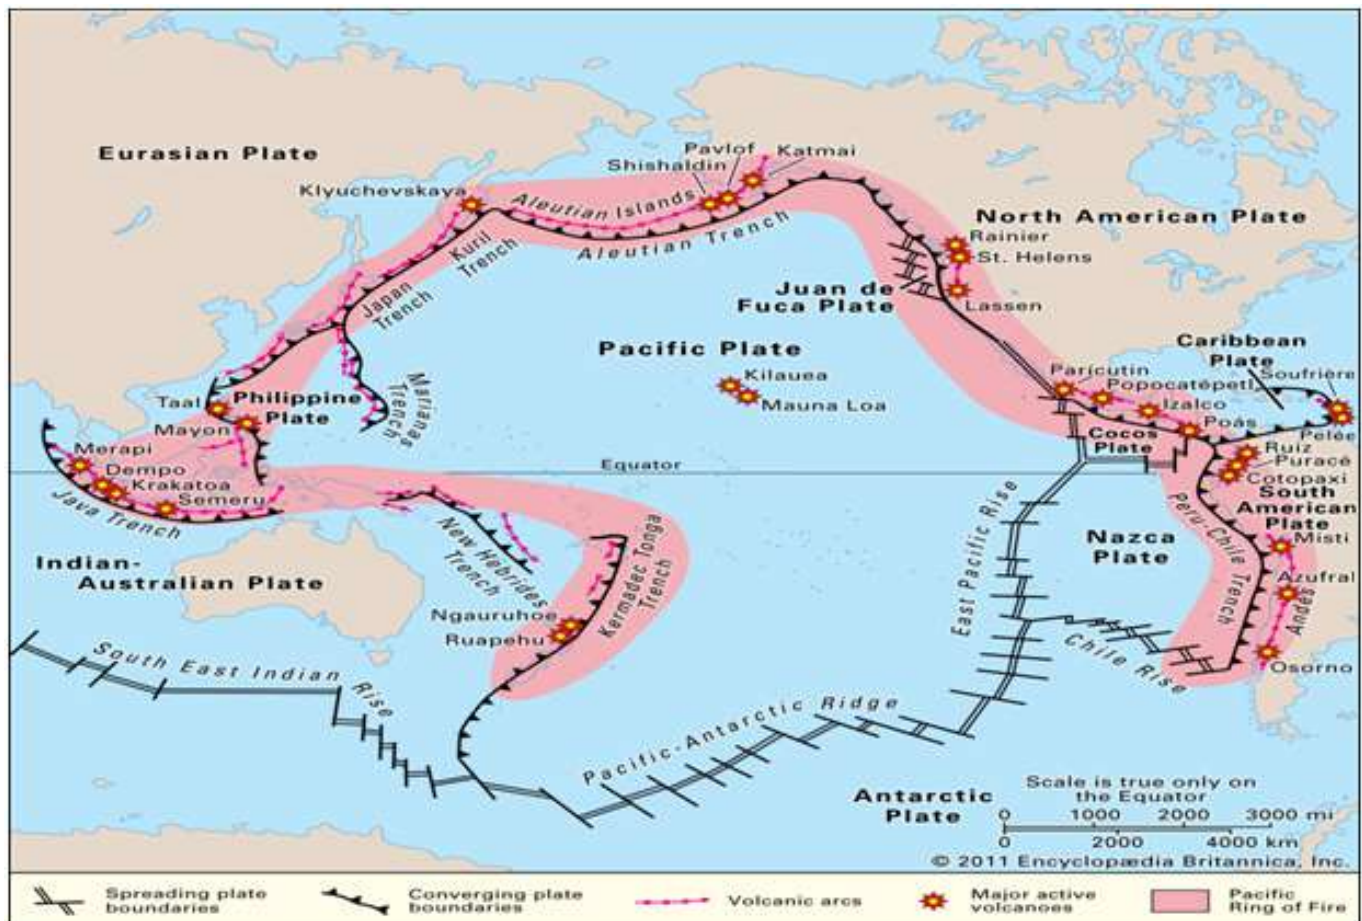 Eurasian Plate
Klyuchevskaya
Shishaldin
Pavlof
Katmai
Aleutian Islands
Aleutian Trench
Kuril
Trench
Japan
Trench
North American Plate
Rainier
St. Helens
Lassen
Juan de
Fuca Plate
Pacific Plate
Kilauea
Mauna Loa
Caribbean
Plate
Soufrière
Parícutin
Popocatépetl
Izalco
Poás
Pelée
Taal
Philippine
Plate
Mayon
Marianas
Trench
Merapi
Dempo
Krakatoa
Semeru
Java Trench
Equator
Cocos
Plate
Ruiz
Puracé
Cotopaxi
South
American
Plate
Misti
Azufral
Andes
Osorno
Peru-Chile Trench
Nazca
Plate
East Pacific Rise
Chile Rise
Indian-
Australian Plate
New Hebrides
Trench
Kermadec Tonga
Trench
Ngauruhoe
Ruapehu
South East Indian Rise
Pacific-Antarctic Ridge
Antarctic
Plate
Scale is true only on
the Equator
0 1000 2000 3000 mi
0 2000 4000 km
© 2011 Encyclopædia Britannica, Inc.
Spreading plate
boundaries
Converging plate
boundaries
Volcanic arcs
Major active
volcanoes
Pacific
Ring of Fire